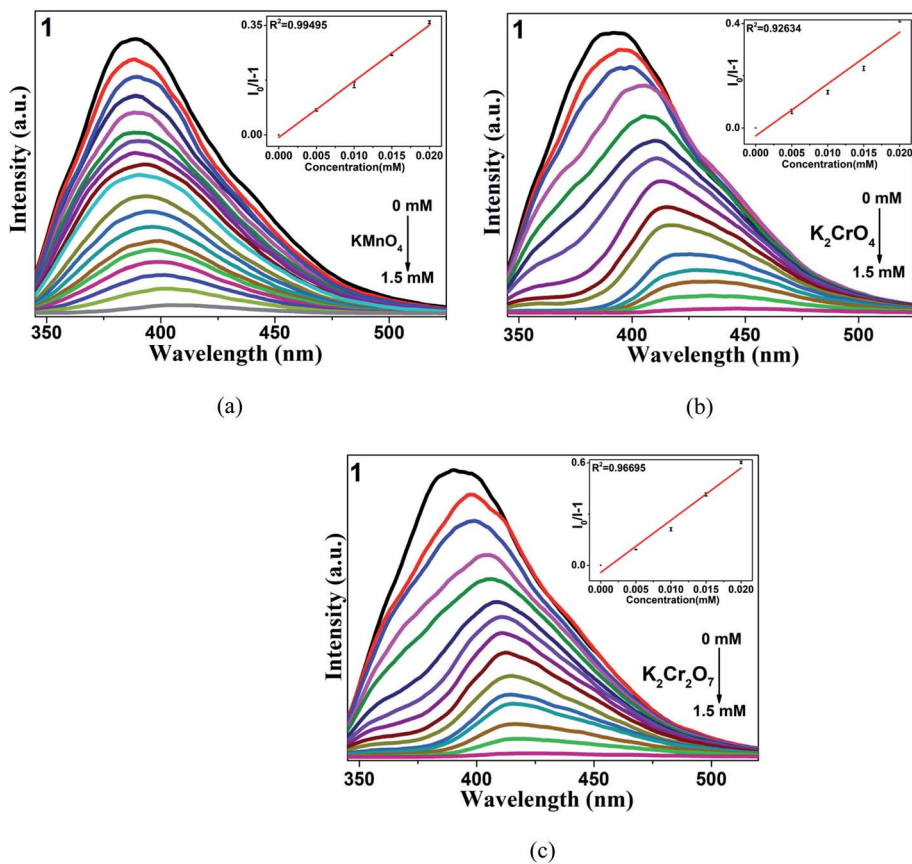 1
R²=0.99495
0.35
0.00
I₀/I-1
0.000 0.005 0.010 0.015 0.020
Concentration(mM)
0 mM
KMnO₄
1.5 mM
Intensity (a.u.)
350 400 450 500
Wavelength (nm)
(a)
1
R²=0.92634
0.4
0.0
I₀/I-1
0.000 0.005 0.010 0.015 0.020
Concentration(mM)
0 mM
K₂CrO₄
1.5 mM
Intensity (a.u.)
350 400 450 500
Wavelength (nm)
(b)
1
R²=0.96695
0.6
0.0
I₀/I-1
0.000 0.005 0.010 0.015 0.020
Concentration(mM)
0 mM
K₂Cr₂O₇
1.5 mM
Intensity (a.u.)
350 400 450 500
Wavelength (nm)
(c)